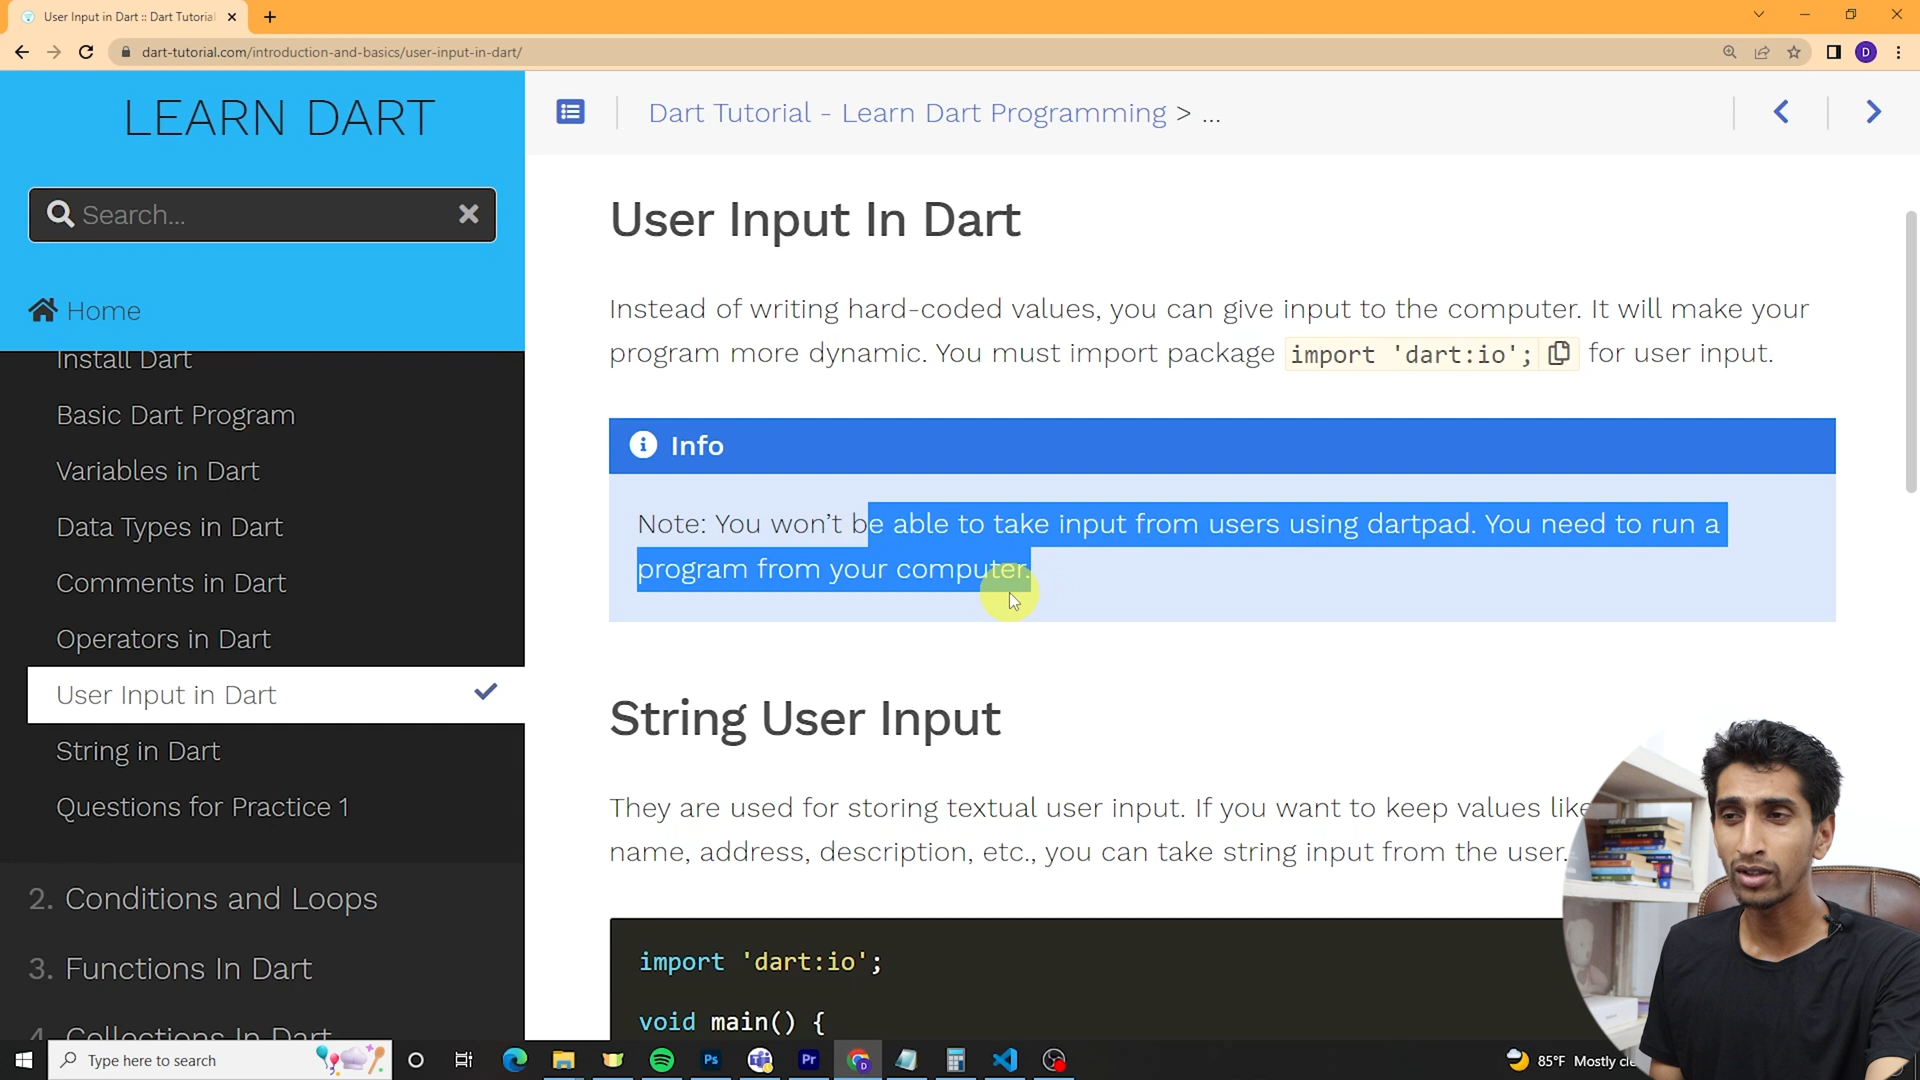 User Input in Dart :: Dart Tutorial
dart-tutorial.com/introduction-and-basics/user-input-in-dart/
D
LEARN DART
Search...
Home
Install Dart
Basic Dart Program
Variables in Dart
Data Types in Dart
Comments in Dart
Operators in Dart
User Input in Dart
String in Dart
Questions for Practice 1
2. Conditions and Loops
3. Functions In Dart
4. Collections In Dart
Dart Tutorial - Learn Dart Programming > ...
User Input In Dart
Instead of writing hard-coded values, you can give input to the computer. It will make your
program more dynamic. You must import package import 'dart:io'; for user input.
Info
Note: You won't be able to take input from users using dartpad. You need to run a
program from your computer.
String User Input
They are used for storing textual user input. If you want to keep values like
name, address, description, etc., you can take string input from the user.
import 'dart:io';
void main() {
Type here to search
Ps
Pr
85°F Mostly cle